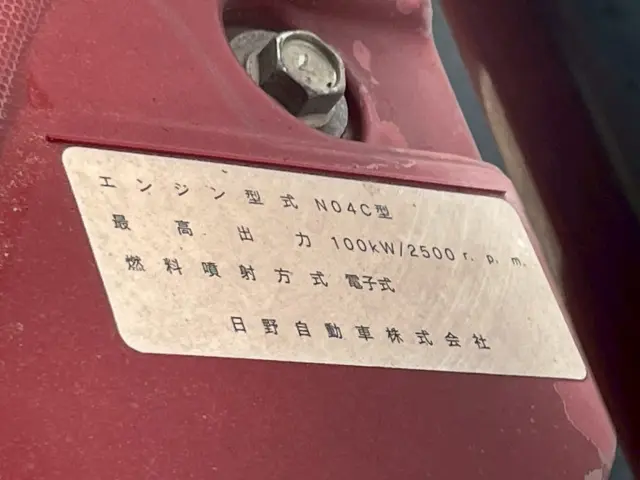 エンジン型式 N04C型
最高出力 100kW/2500r.p.m.
燃料噴射方式 電子式
日野自動車株式会社